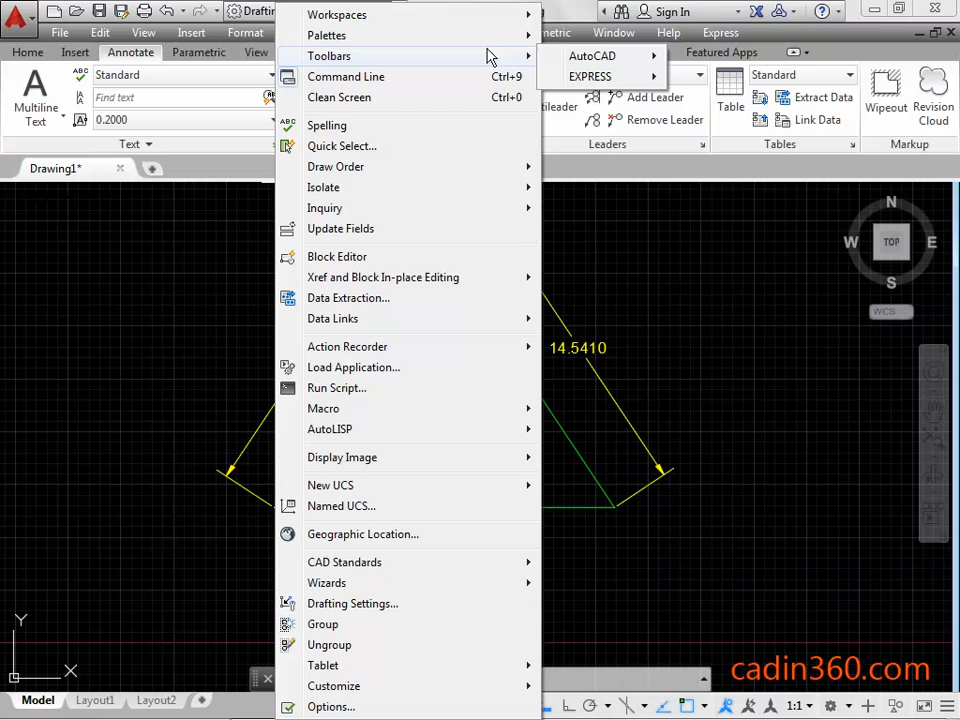 Drafting
Sign In
File
Edit
View
Insert
Format
metric
Window
Help
Express
Home
Insert
Annotate
Parametric
View
Featured Apps
Workspaces
Palettes
Toolbars
AutoCAD
EXPRESS
Command Line Ctrl+9
Clean Screen Ctrl+0
Spelling
Quick Select...
Draw Order
Isolate
Inquiry
Update Fields
Block Editor
Xref and Block In-place Editing
Data Extraction...
Data Links
Action Recorder
Load Application...
Run Script...
Macro
AutoLISP
Display Image
New UCS
Named UCS...
Geographic Location...
CAD Standards
Wizards
Drafting Settings...
Group
Ungroup
Tablet
Customize
Options...
A
Multiline
Text
ABC
Standard
Find text
0.2000
Text
Add Leader
Remove Leader
Leaders
Table
Standard
Extract Data
Link Data
Tables
Wipeout
Revision
Cloud
Markup
Drawing1*
N
W
TOP
E
S
WCS
14.5410
Y
X
cadin360.com
Model
Layout1
Layout2
1:1